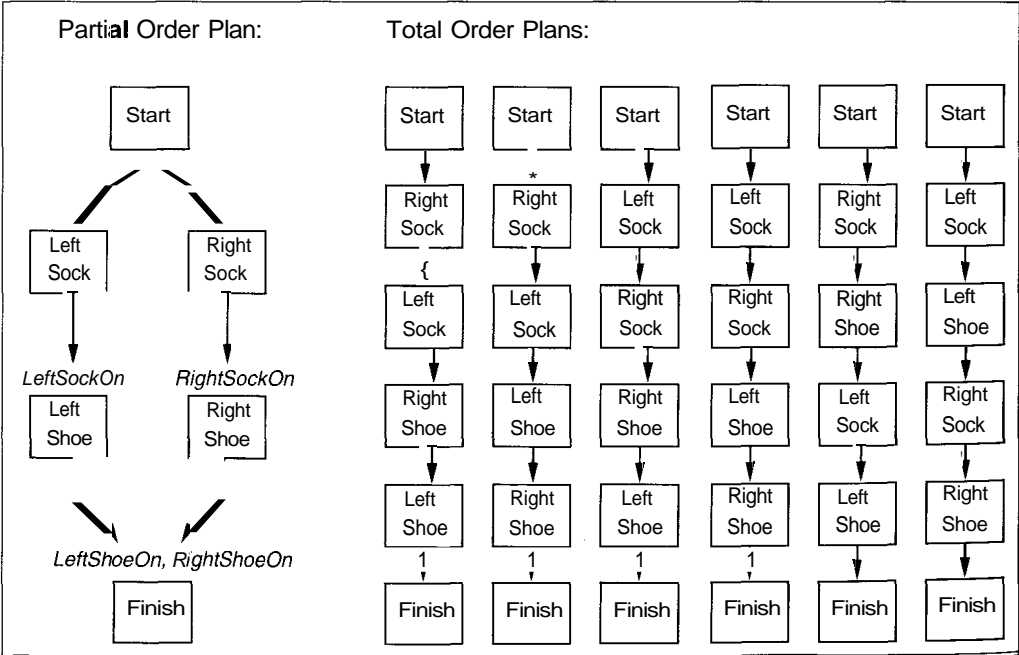 Partial Order Plan:
Total Order Plans:
Start
Left
Sock
Right
Sock
LeftSockOn
RightSockOn
Left
Shoe
Right
Shoe
LeftShoeOn, RightShoeOn
Finish
Start
Right
Sock
{
Left
Sock
Right
Shoe
Left
Shoe
1
Finish
Start
*
Right
Sock
Left
Sock
Left
Shoe
Right
Shoe
1
Finish
Start
Left
Sock
Right
Sock
Right
Shoe
Left
Shoe
1
Finish
Start
Left
Sock
Right
Sock
Left
Shoe
Right
Shoe
1
Finish
Start
Right
Sock
Right
Shoe
Left
Sock
Left
Shoe
Finish
Start
Left
Sock
Left
Shoe
Right
Sock
Right
Shoe
Finish